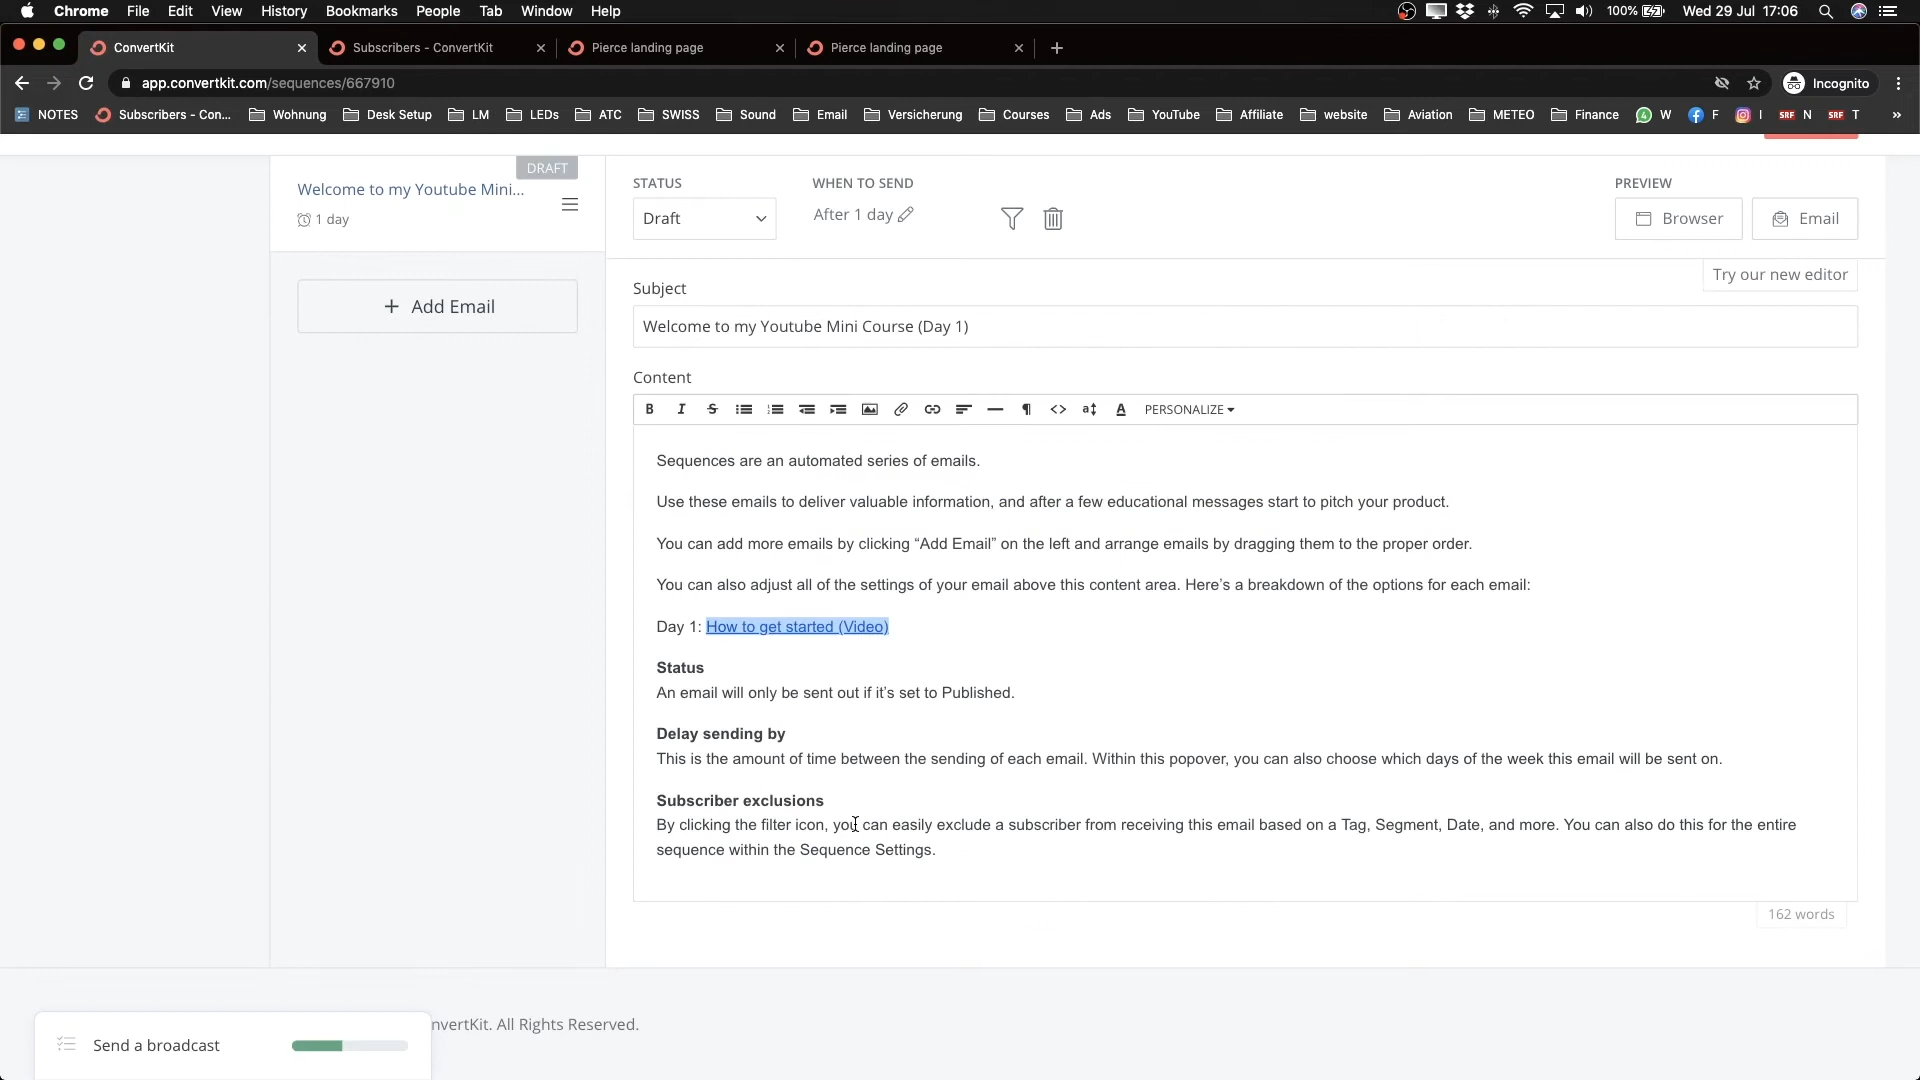 Chrome File Edit View History Bookmarks People Tab Window Help 100% Wed 29 Jul 17:06
ConvertKit Subscribers - ConvertKit Pierce landing page Pierce landing page
app.convertkit.com/sequences/667910 Incognito
NOTES Subscribers - Con... Wohnung Desk Setup LM LEDs ATC SWISS Sound Email Versicherung Courses Ads YouTube Affiliate website Aviation METEO Finance 4 W F I SRF N SRF T »
DRAFT
Welcome to my Youtube Mini...
1 day
+ Add Email
STATUS WHEN TO SEND PREVIEW
Draft After 1 day Browser Email
Try our new editor
Subject
Welcome to my Youtube Mini Course (Day 1)
Content
B I S PERSONALIZE
Sequences are an automated series of emails.
Use these emails to deliver valuable information, and after a few educational messages start to pitch your product.
You can add more emails by clicking “Add Email” on the left and arrange emails by dragging them to the proper order.
You can also adjust all of the settings of your email above this content area. Here’s a breakdown of the options for each email:
Day 1: How to get started (Video)
Status
An email will only be sent out if it’s set to Published.
Delay sending by
This is the amount of time between the sending of each email. Within this popover, you can also choose which days of the week this email will be sent on.
Subscriber exclusions
By clicking the filter icon, you can easily exclude a subscriber from receiving this email based on a Tag, Segment, Date, and more. You can also do this for the entire
sequence within the Sequence Settings.
162 words
nvertKit. All Rights Reserved.
Send a broadcast